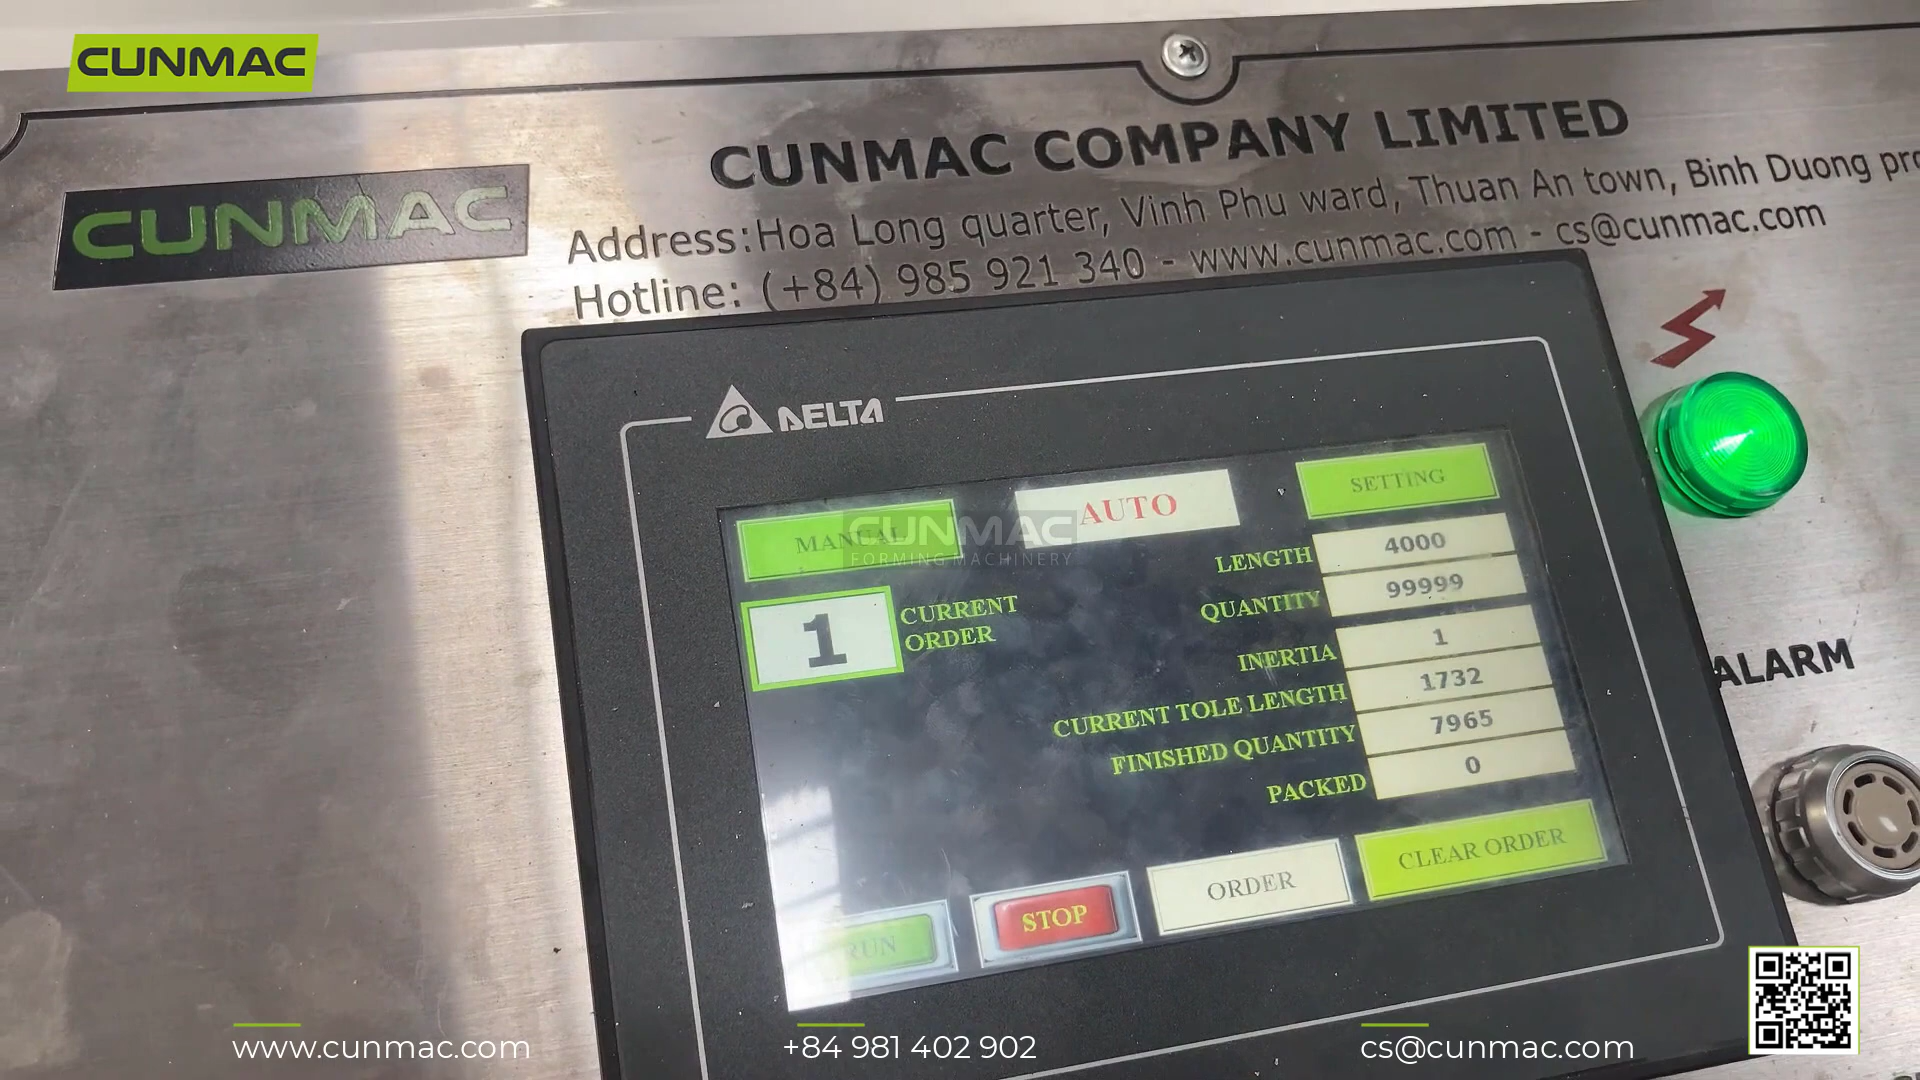 CUNMAC
CUNMAC COMPANY LIMITED
CUNMAC
Address:Hoa Long quarter, Vinh Phu ward, Thuan An town, Binh Duong pro
Hotline: (+84) 985 921 340 - www.cunmac.com - cs@cunmac.com
DELTA
MANUAL
AUTO
SETTING
CUNMAC
FORMING MACHINERY
1
CURRENT
ORDER
LENGTH 4000
QUANTITY 99999
INERTIA 1
CURRENT TOLE LENGTH 1732
FINISHED QUANTITY 7965
PACKED 0
RUN
STOP
ORDER
CLEAR ORDER
ALARM
www.cunmac.com
+84 981 402 902
cs@cunmac.com